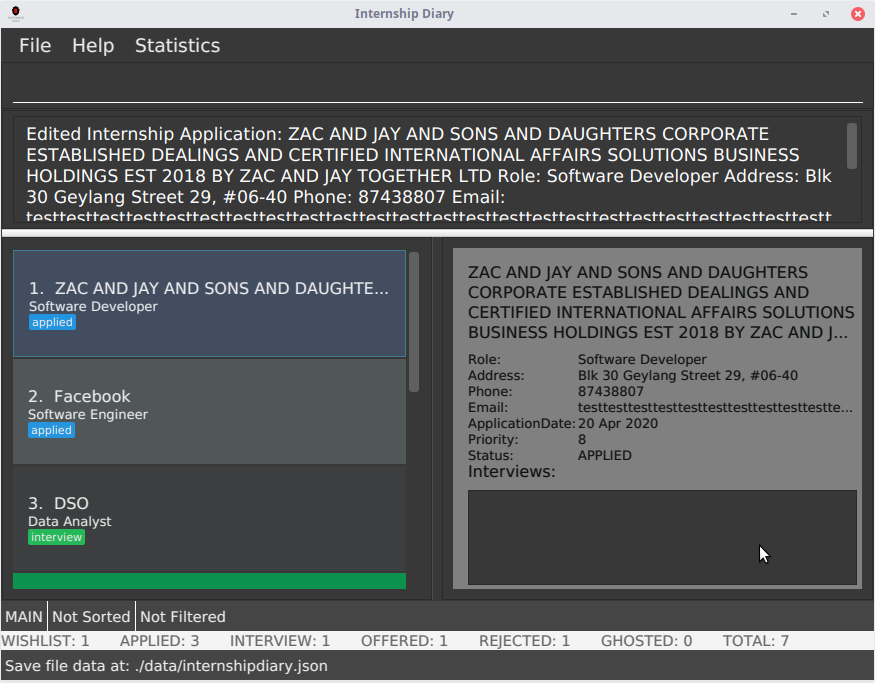 Internship Diary
File Help Statistics
Edited Internship Application: ZAC AND JAY AND SONS AND DAUGHTERS CORPORATE
ESTABLISHED DEALINGS AND CERTIFIED INTERNATIONAL AFFAIRS SOLUTIONS BUSINESS
HOLDINGS EST 2018 BY ZAC AND JAY TOGETHER LTD Role: Software Developer Address: Blk
30 Geylang Street 29, #06-40 Phone: 87438807 Email:
testtesttesttesttesttesttesttesttesttesttesttesttesttesttesttesttesttesttesttesttestt
1. ZAC AND JAY AND SONS AND DAUGHTE...
Software Developer
applied
2. Facebook
Software Engineer
applied
3. DSO
Data Analyst
interview
ZAC AND JAY AND SONS AND DAUGHTERS
CORPORATE ESTABLISHED DEALINGS AND
CERTIFIED INTERNATIONAL AFFAIRS SOLUTIONS
BUSINESS HOLDINGS EST 2018 BY ZAC AND J...
Role: Software Developer
Address: Blk 30 Geylang Street 29, #06-40
Phone: 87438807
Email: testtesttesttesttesttesttesttesttesttestte...
ApplicationDate: 20 Apr 2020
Priority: 8
Status: APPLIED
Interviews:
MAIN Not Sorted Not Filtered
WISHLIST: 1 APPLIED: 3 INTERVIEW: 1 OFFERED: 1 REJECTED: 1 GHOSTED: 0 TOTAL: 7
Save file data at: ./data/internshipdiary.json